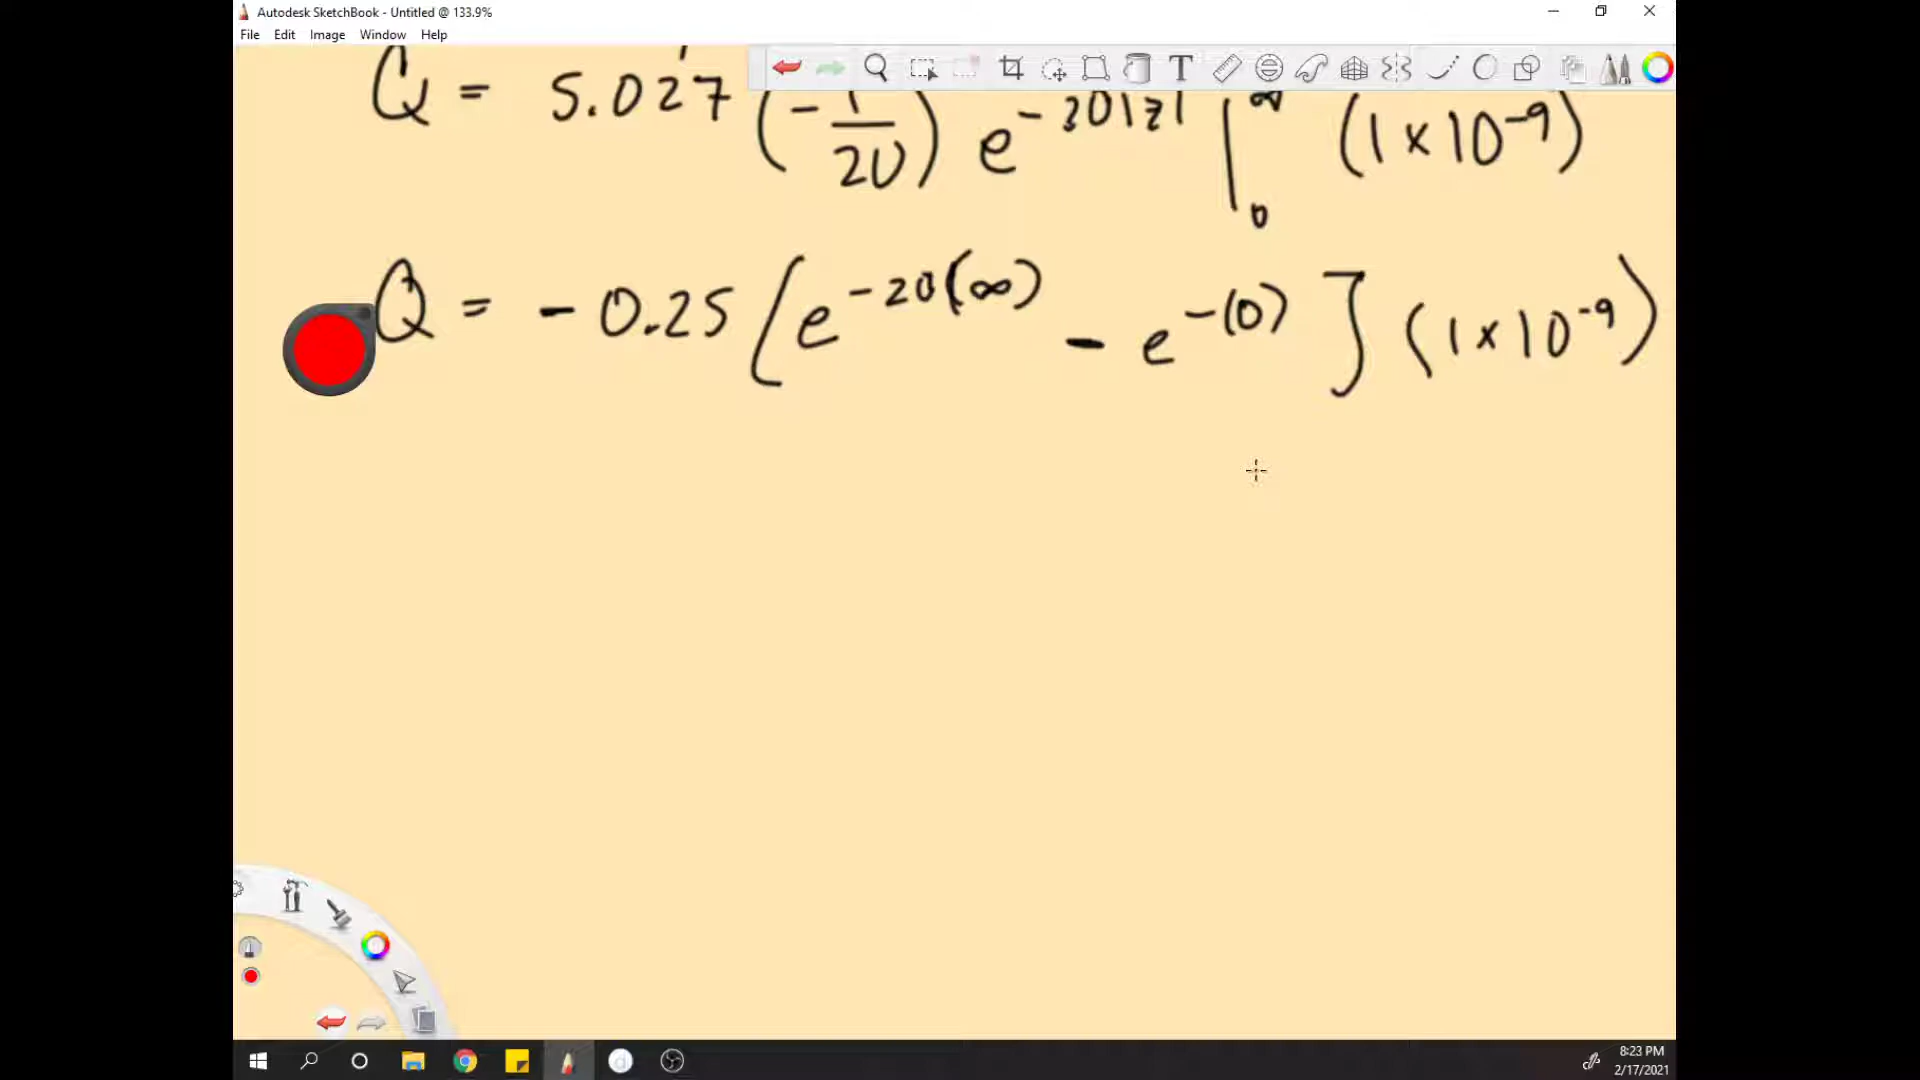 Autodesk SketchBook - Untitled @ 133.9%
File Edit Image Window Help
Q = 5.027 (-1/20) e^-20|z| |_0^∞ (1 x 10^-9)
Q = - 0.25 [e^-20(∞) - e^-(0)] (1 x 10^-9)
8:23 PM
2/17/2021